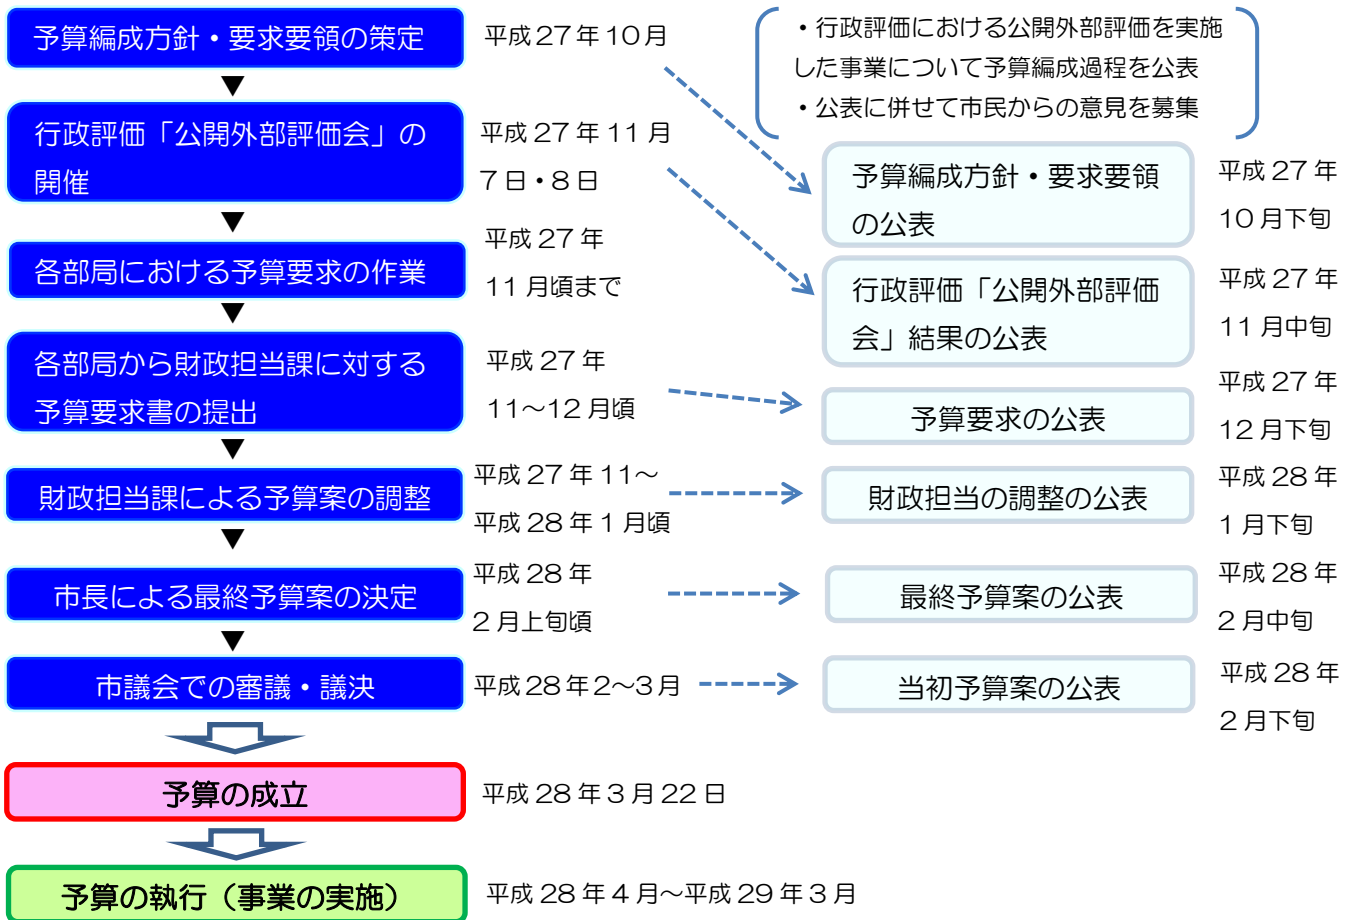 予算編成方針・要求要領の策定
平成27年10月
・行政評価における公開外部評価を実施
した事業について予算編成過程を公表
・公表に併せて市民からの意見を募集
▼
行政評価「公開外部評価会」の
開催
平成27年11月
7日・8日
予算編成方針・要求要領
の公表
平成27年
10月下旬
▼
各部局における予算要求の作業
平成27年
11月頃まで
行政評価「公開外部評価
会」結果の公表
平成27年
11月中旬
▼
各部局から財政担当課に対する
予算要求書の提出
平成27年
11～12月頃
予算要求の公表
平成27年
12月下旬
▼
財政担当課による予算案の調整
平成27年11～
平成28年1月頃
財政担当の調整の公表
平成28年
1月下旬
▼
市長による最終予算案の決定
平成28年
2月上旬頃
最終予算案の公表
平成28年
2月中旬
▼
市議会での審議・議決
平成28年2～3月
当初予算案の公表
平成28年
2月下旬
予算の成立
平成28年3月22日
予算の執行（事業の実施）
平成28年4月～平成29年3月